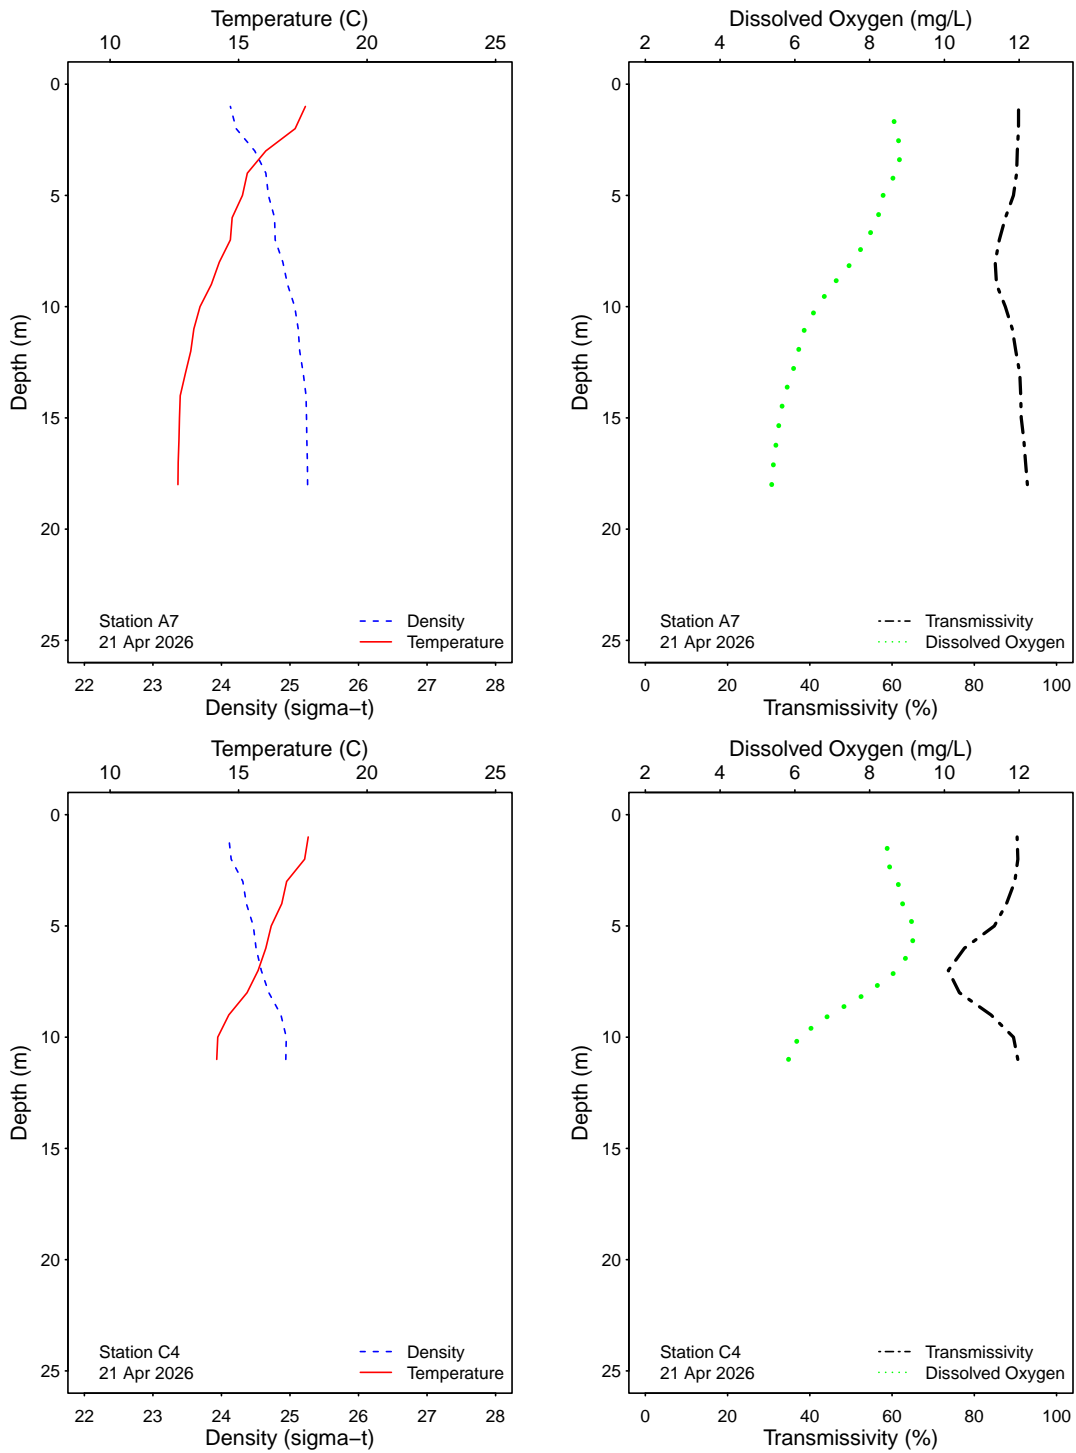 Temperature (C)
10 15 20 25
0
5
10
15
20
25
Depth (m)
Station A7
21 Apr 2026
Density
Temperature
22 23 24 25 26 27 28
Density (sigma−t)
Dissolved Oxygen (mg/L)
2 4 6 8 10 12
0
5
10
15
20
25
Depth (m)
Station A7
21 Apr 2026
Transmissivity
Dissolved Oxygen
0 20 40 60 80 100
Transmissivity (%)
Temperature (C)
10 15 20 25
0
5
10
15
20
25
Depth (m)
Station C4
21 Apr 2026
Density
Temperature
22 23 24 25 26 27 28
Density (sigma−t)
Dissolved Oxygen (mg/L)
2 4 6 8 10 12
0
5
10
15
20
25
Depth (m)
Station C4
21 Apr 2026
Transmissivity
Dissolved Oxygen
0 20 40 60 80 100
Transmissivity (%)